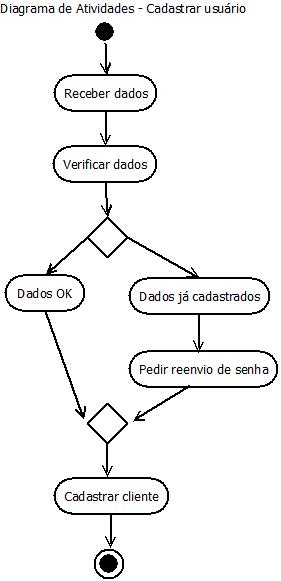 Diagrama de Atividades - Cadastrar usuário
Receber dados
Verificar dados
Dados OK
Dados já cadastrados
Pedir reenvio de senha
Cadastrar cliente